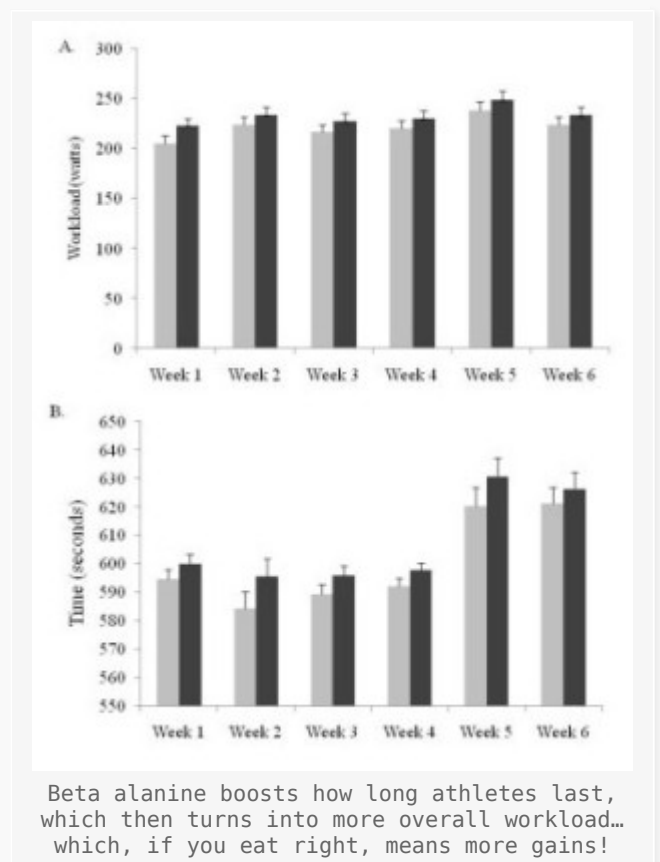 A.
300
250
200
150
100
50
0
Workload (watts)
Week 1 Week 2 Week 3 Week 4 Week 5 Week 6
B.
650
640
630
620
610
600
590
580
570
560
550
Time (seconds)
Week 1 Week 2 Week 3 Week 4 Week 5 Week 6
Beta alanine boosts how long athletes last,
which then turns into more overall workload…
which, if you eat right, means more gains!